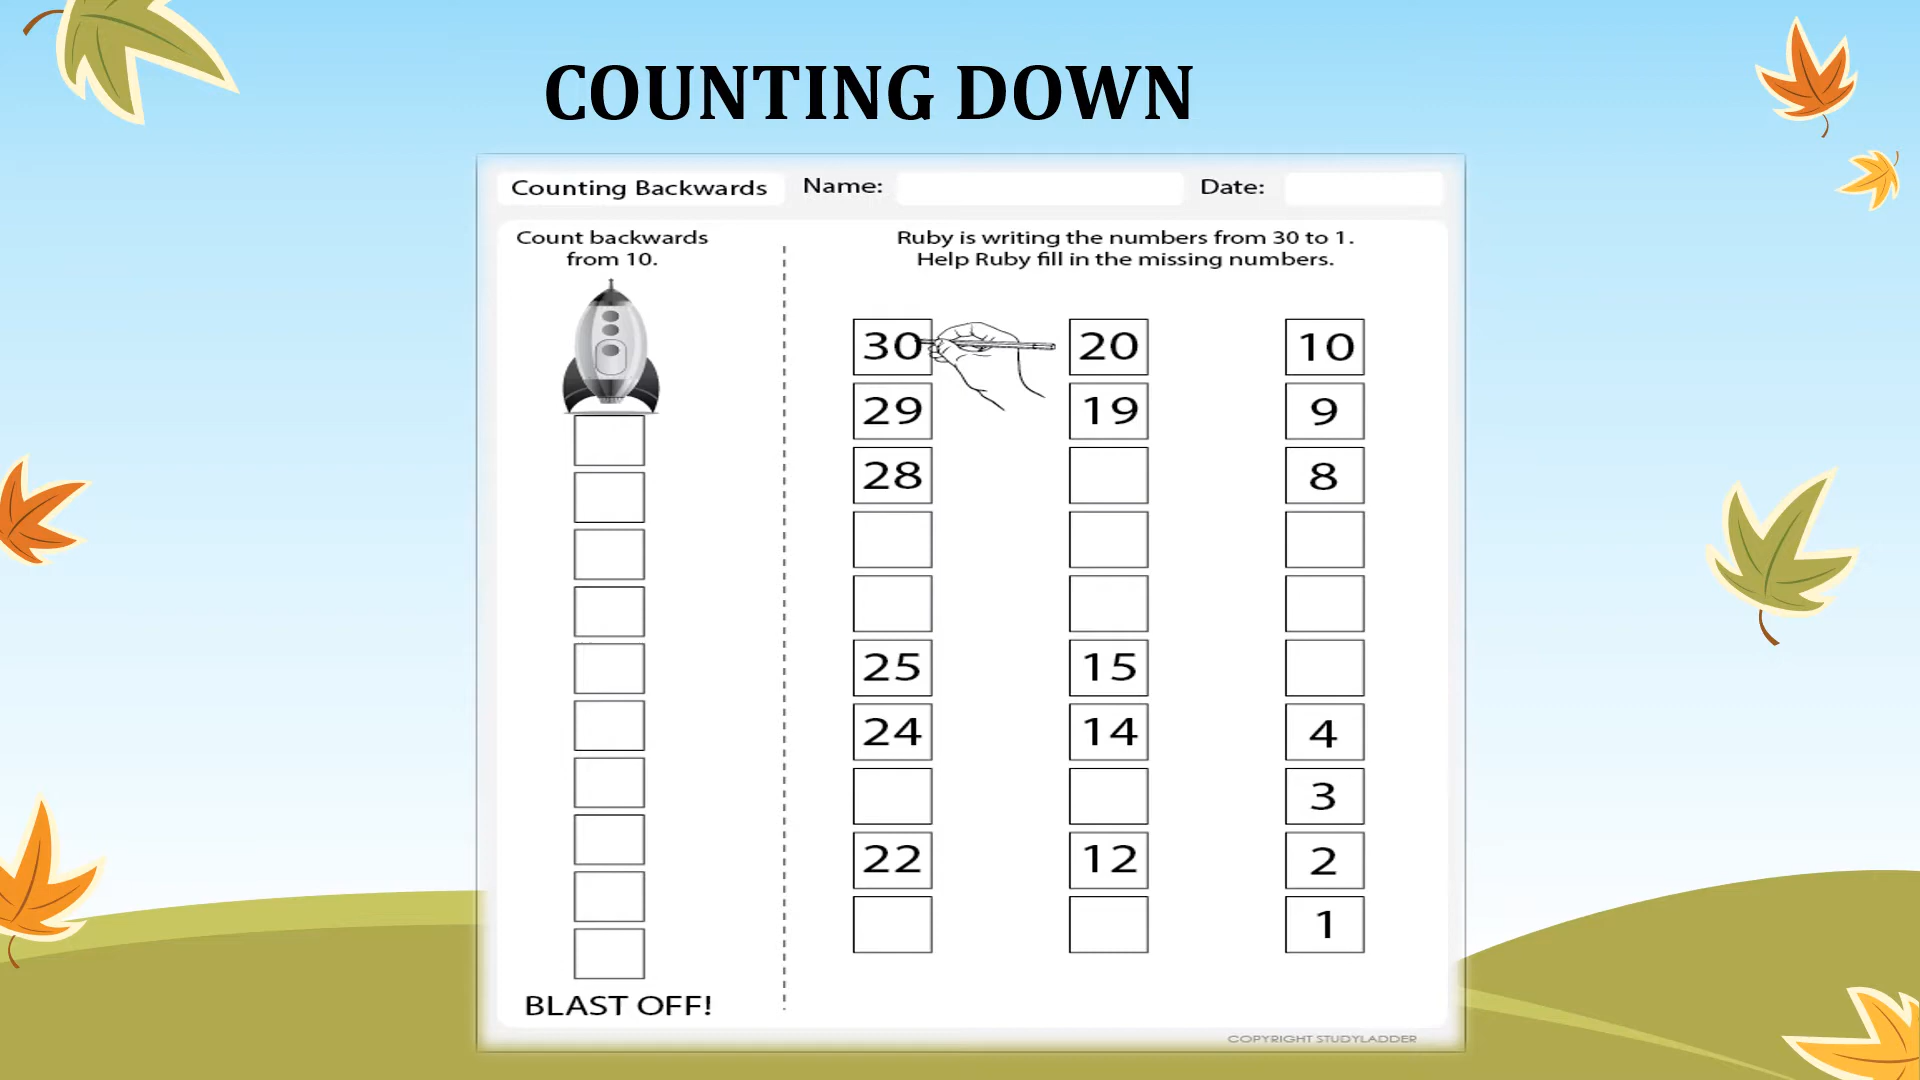 COUNTING DOWN
Counting Backwards Name: Date:
Count backwards
from 10.
BLAST OFF!
Ruby is writing the numbers from 30 to 1.
Help Ruby fill in the missing numbers.
30 20 10
29 19 9
28 8
25 15
24 14 4
3
22 12 2
1
COPYRIGHT STUDYLADDER